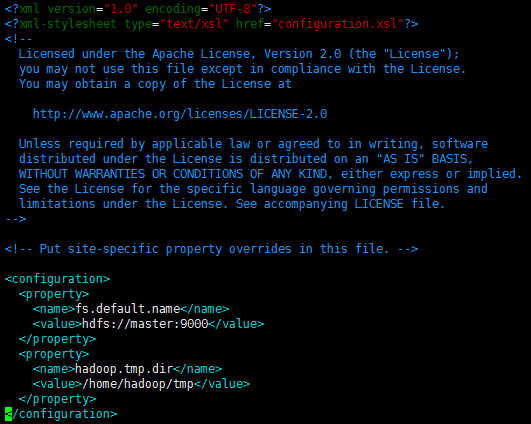 <?xml version="1.0" encoding="UTF-8"?>
<?xml-stylesheet type="text/xsl" href="configuration.xsl"?>
<!--
  Licensed under the Apache License, Version 2.0 (the "License");
  you may not use this file except in compliance with the License.
  You may obtain a copy of the License at

    http://www.apache.org/licenses/LICENSE-2.0

  Unless required by applicable law or agreed to in writing, software
  distributed under the License is distributed on an "AS IS" BASIS,
  WITHOUT WARRANTIES OR CONDITIONS OF ANY KIND, either express or implied.
  See the License for the specific language governing permissions and
  limitations under the License. See accompanying LICENSE file.
-->

<!-- Put site-specific property overrides in this file. -->

<configuration>
  <property>
    <name>fs.default.name</name>
    <value>hdfs://master:9000</value>
  </property>
  <property>
    <name>hadoop.tmp.dir</name>
    <value>/home/hadoop/tmp</value>
  </property>
</configuration>